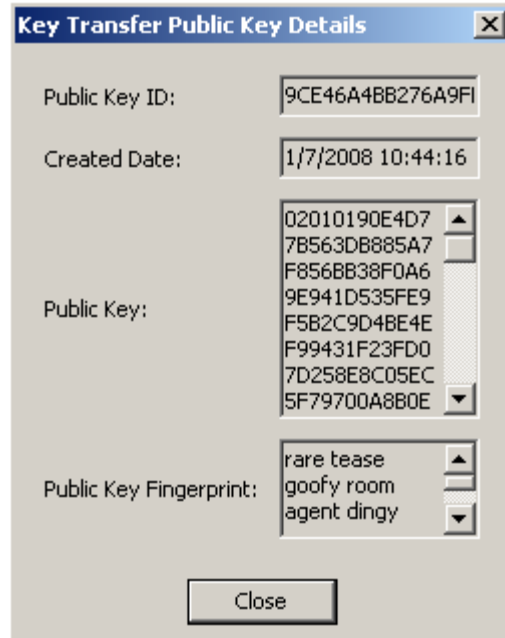 Key Transfer Public Key Details
Public Key ID: 9CE46A4BB276A9F
Created Date: 1/7/2008 10:44:16
Public Key:
02010190E4D7
7B563DB885A7
F856BB38F0A6
9E941D535FE9
F5B2C9D4BE4E
F99431F23FD0
7D258E8C05EC
5F79700A8B0E
Public Key Fingerprint:
rare tease
goofy room
agent dingy
Close